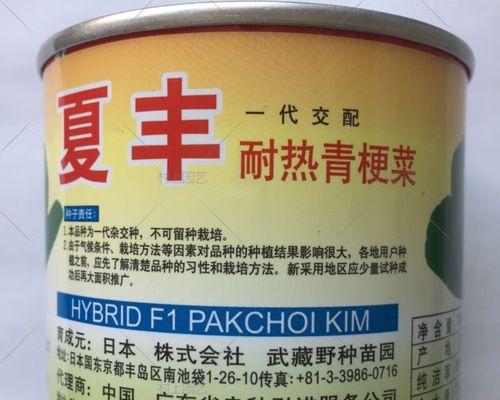 夏丰
一代交配
耐热青梗菜
种子责任:
1.本品种为一代杂交种，不可留种栽培。
2.由于气候条件、栽培方法等因素对品种的种植结果影响很大，各地用户种
植之前，应先了解清楚品种的习性和栽培方法。新采用地区应少量试种成
功后再大面积推广。
HYBRID F1 PAKCHOI KIM
育成元: 日本 株式会社 武藏野种苗园
地址:日本国东京都丰岛区南池袋1-26-10传真:+81-3-3986-0716
代理商: 中国
净含量
产地
纯洁率